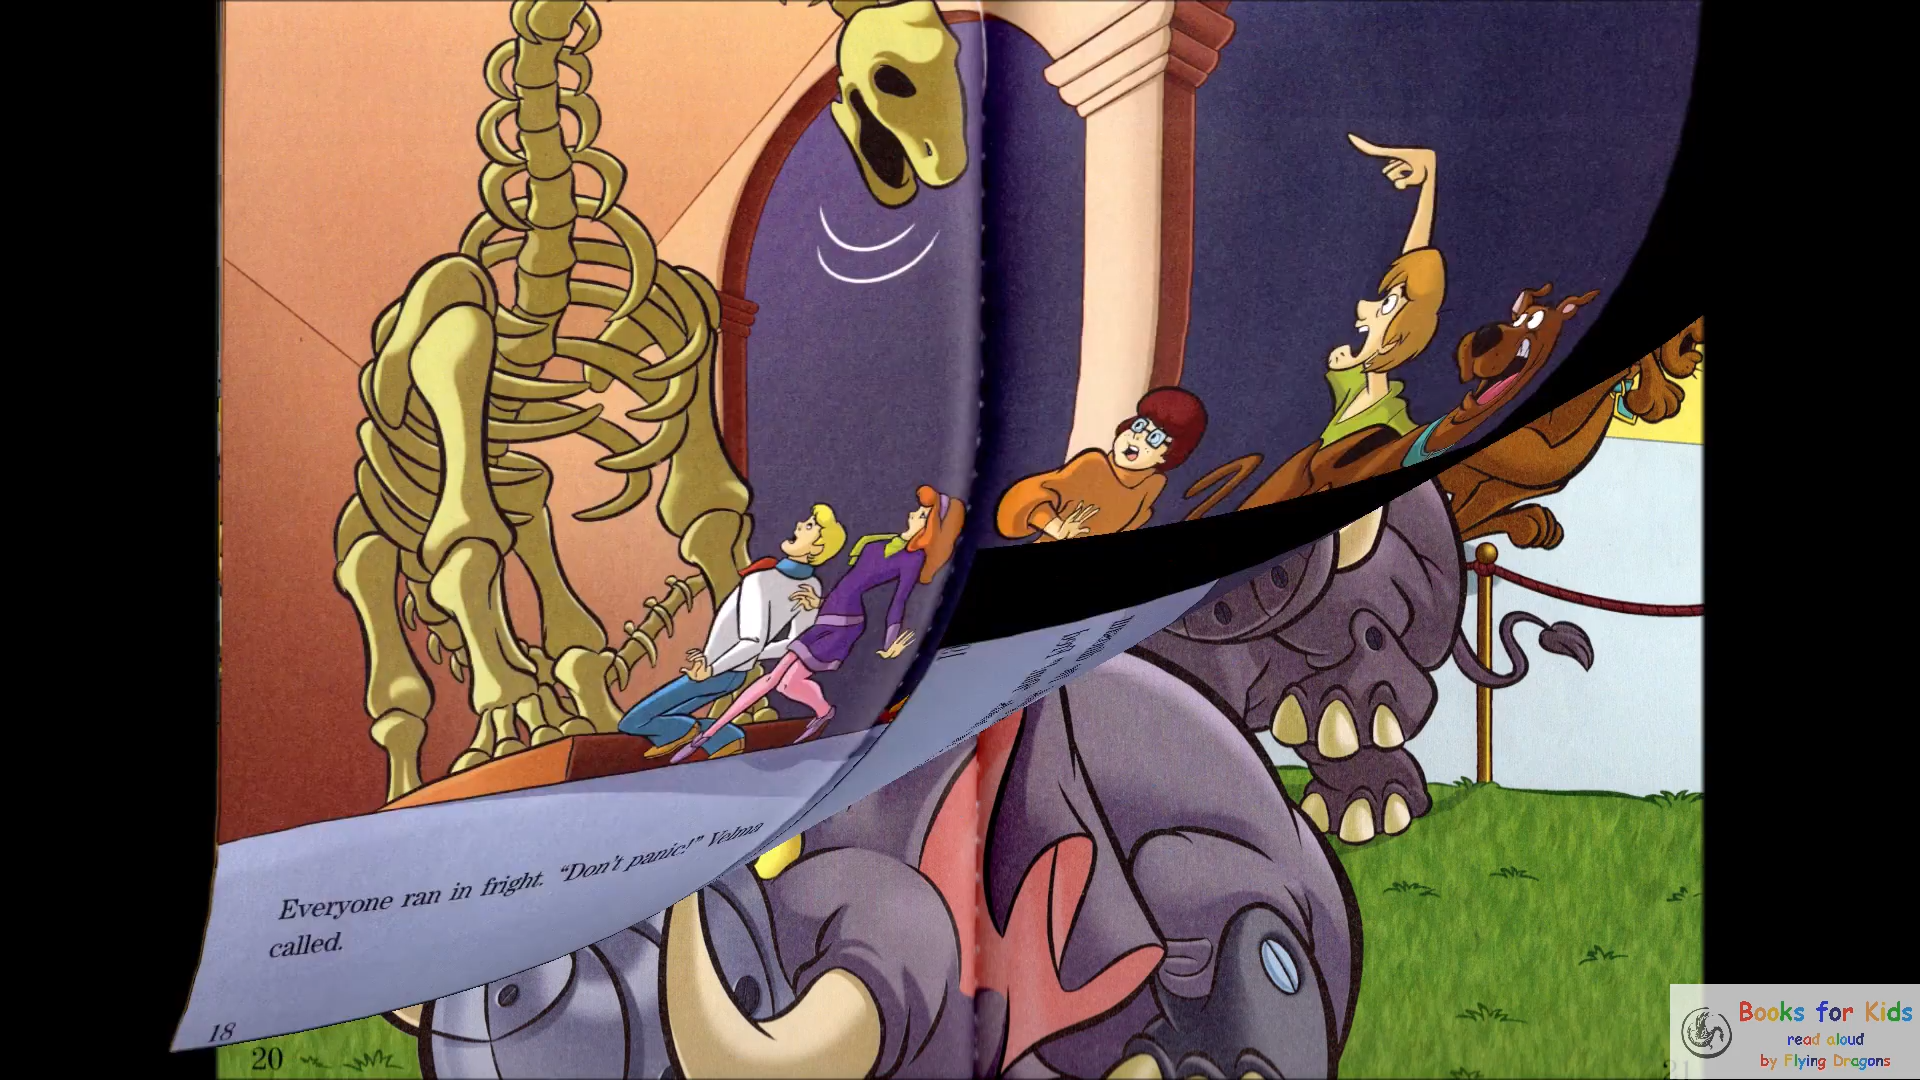 Everyone ran in fright. “Don’t panic!” Velma
called.
18
20
Books for Kids
read aloud
by Flying Dragons